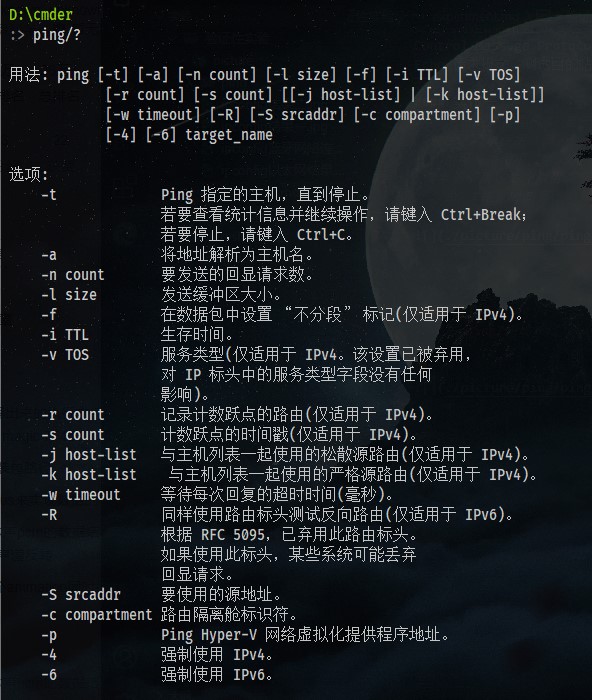 D:\cmder
:> ping/?
用法: ping [-t] [-a] [-n count] [-l size] [-f] [-i TTL] [-v TOS]
[-r count] [-s count] [[-j host-list] | [-k host-list]]
[-w timeout] [-R] [-S srcaddr] [-c compartment] [-p]
[-4] [-6] target_name
选项:
-t Ping 指定的主机，直到停止。
若要查看统计信息并继续操作，请键入 Ctrl+Break；
若要停止，请键入 Ctrl+C。
-a 将地址解析为主机名。
-n count 要发送的回显请求数。
-l size 发送缓冲区大小。
-f 在数据包中设置 “不分段” 标记(仅适用于 IPv4)。
-i TTL 生存时间。
-v TOS 服务类型(仅适用于 IPv4。该设置已被弃用，
对 IP 标头中的服务类型字段没有任何
影响)。
-r count 记录计数跃点的路由(仅适用于 IPv4)。
-s count 计数跃点的时间戳(仅适用于 IPv4)。
-j host-list 与主机列表一起使用的松散源路由(仅适用于 IPv4)。
-k host-list 与主机列表一起使用的严格源路由(仅适用于 IPv4)。
-w timeout 等待每次回复的超时时间(毫秒)。
-R 同样使用路由标头测试反向路由(仅适用于 IPv6)。
根据 RFC 5095，已弃用此路由标头。
如果使用此标头，某些系统可能丢弃
回显请求。
-S srcaddr 要使用的源地址。
-c compartment 路由隔离舱标识符。
-p Ping Hyper-V 网络虚拟化提供程序地址。
-4 强制使用 IPv4。
-6 强制使用 IPv6。